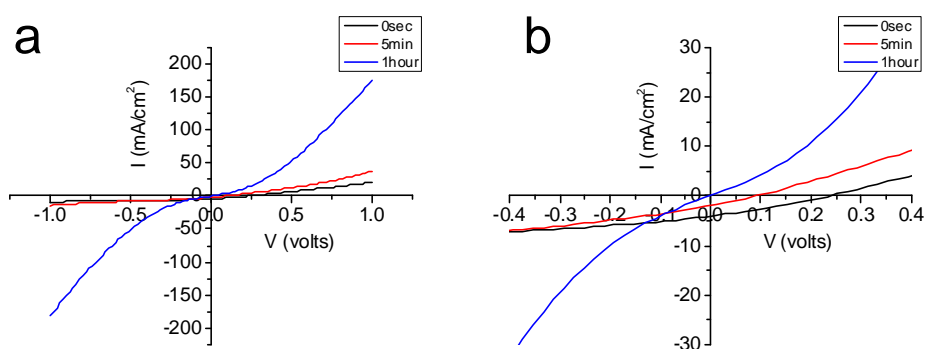 a
0sec
5min
1hour
200
150
100
50
0
-50
-100
-150
-200
-1.0
-0.5
0.0
0.5
1.0
I (mA/cm²)
V (volts)
b
0sec
5min
1hour
30
20
10
0
-10
-20
-30
-0.4
-0.3
-0.2
-0.1
0.0
0.1
0.2
0.3
0.4
I (mA/cm²)
V (volts)